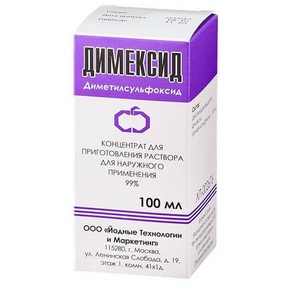 ДИМЕКСИД
Диметилсульфоксид
КОНЦЕНТРАТ ДЛЯ
ПРИГОТОВЛЕНИЯ РАСТВОРА
ДЛЯ НАРУЖНОГО
ПРИМЕНЕНИЯ
99%
100 МЛ
ООО «Йодные Технологии
и Маркетинг»
115280, г. Москва,
ул. Ленинская Слобода, д. 19,
этаж 1, комн. 41х1д.